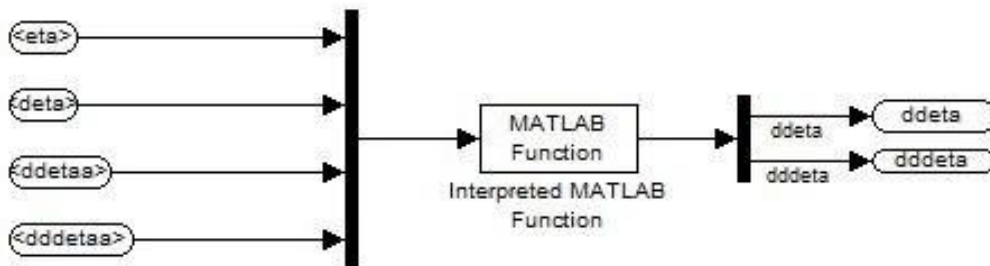 <eta>
<deta>
<ddetaa>
<dddetaa>
MATLAB
Function
Interpreted MATLAB
Function
ddeta
dddeta
ddeta
dddeta